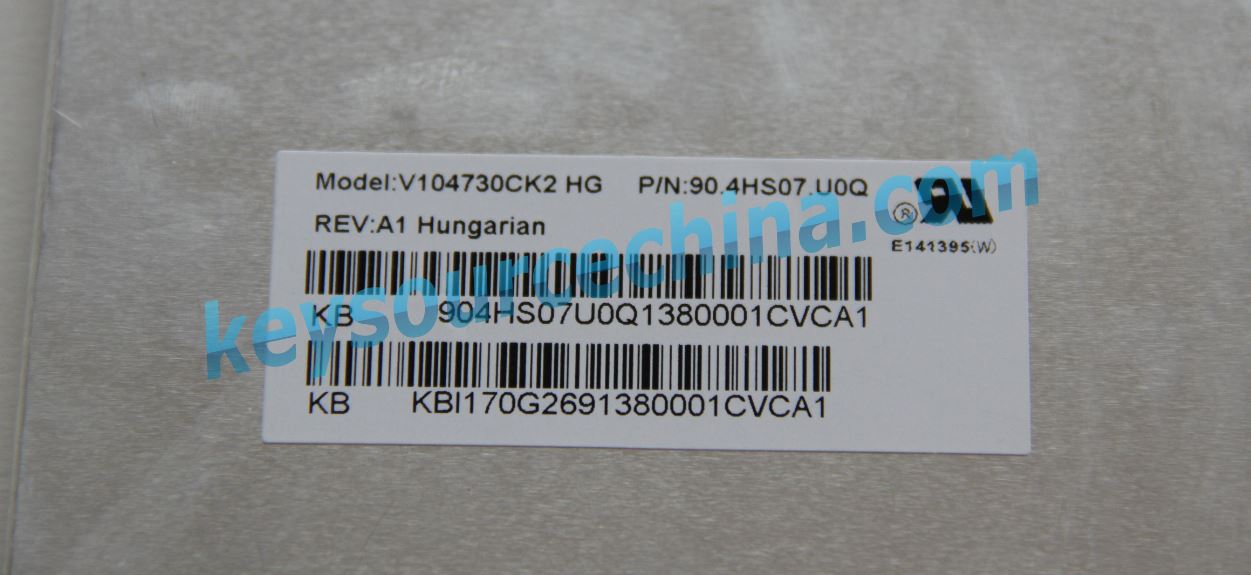 Model:V104730CK2 HG P/N:90.4HS07.U0Q
REV:A1 Hungarian
®
E141395(W)
KB 904HS07U0Q1380001CVCA1
KB KBI170G2691380001CVCA1
keysourcechina.com